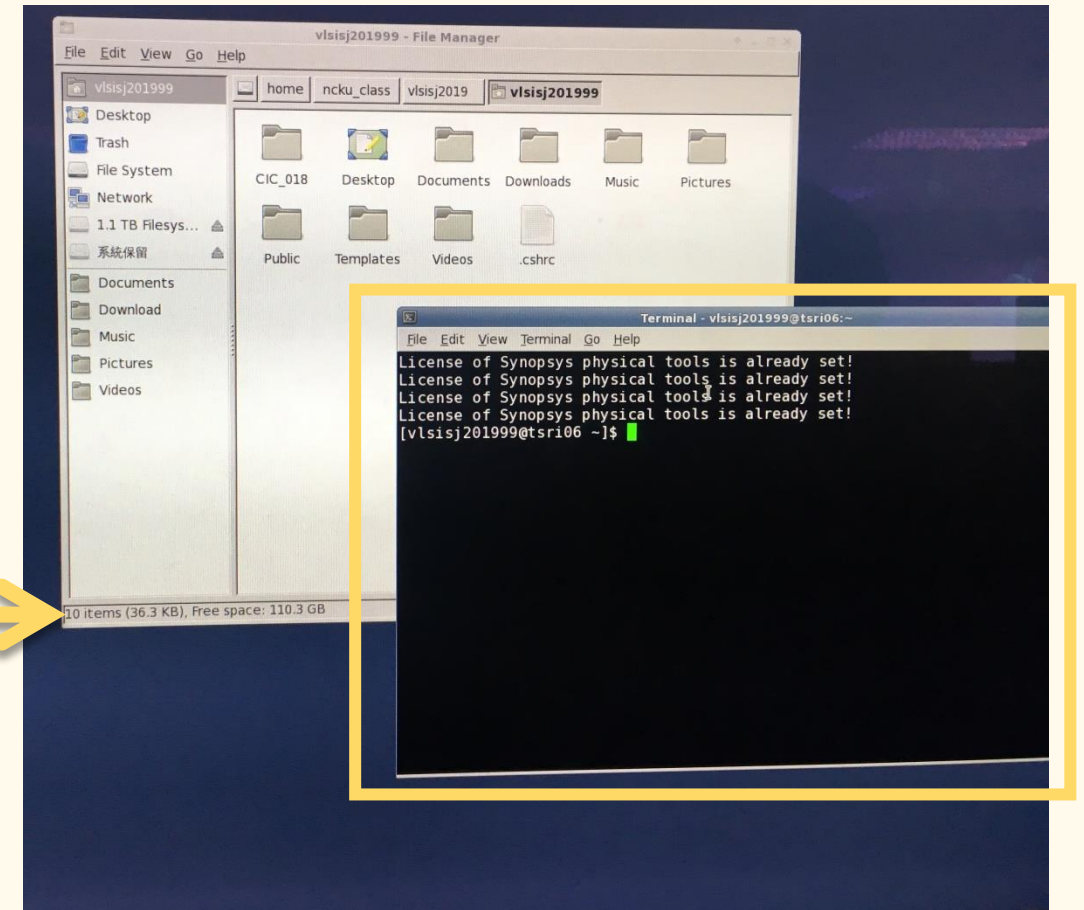 vlsisj201999 - File Manager
File Edit View Go Help
vlsisj201999
Desktop
Trash
File System
Network
1.1 TB Filesys...
系統保留
Documents
Download
Music
Pictures
Videos
home ncku_class vlsisj2019 vlsisj201999
CIC_018 Desktop Documents Downloads Music Pictures
Public Templates Videos .cshrc
10 items (36.3 KB), Free space: 110.3 GB
Terminal - vlsisj201999@tsri06:~
File Edit View Terminal Go Help
License of Synopsys physical tools is already set!
License of Synopsys physical tools is already set!
License of Synopsys physical tools is already set!
License of Synopsys physical tools is already set!
[vlsisj201999@tsri06 ~]$